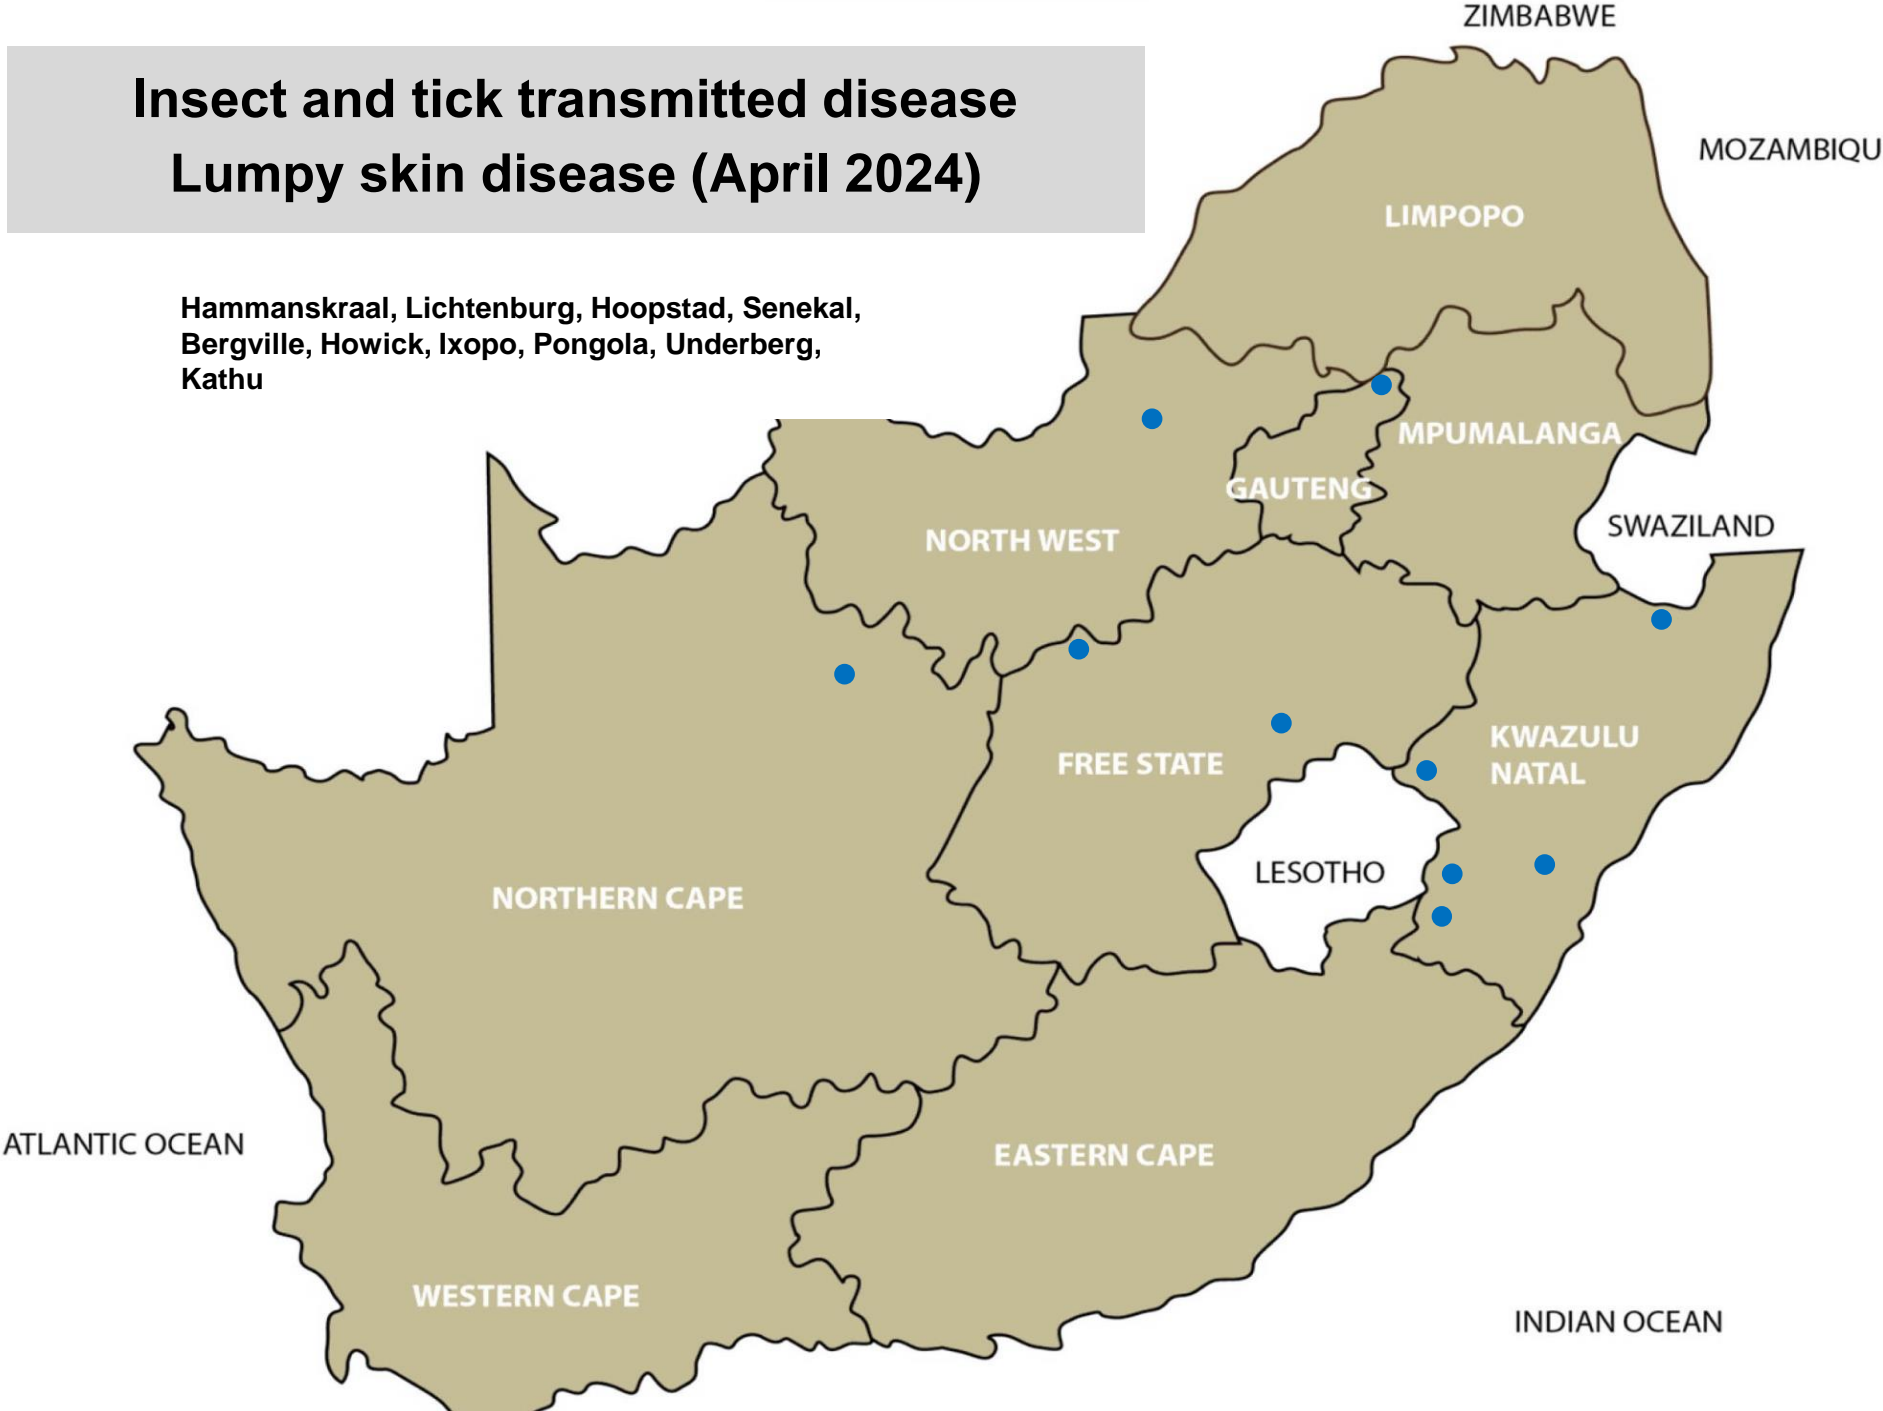 ZIMBABWE
Insect and tick transmitted disease
Lumpy skin disease (April 2024)
MOZAMBIQU
LIMPOPO
Hammanskraal, Lichtenburg, Hoopstad, Senekal,
Bergville, Howick, Ixopo, Pongola, Underberg,
Kathu
MPUMALANGA
GAUTENG
SWAZILAND
NORTH WEST
KWAZULU
NATAL
FREE STATE
LESOTHO
NORTHERN CAPE
ATLANTIC OCEAN
EASTERN CAPE
WESTERN CAPE
INDIAN OCEAN